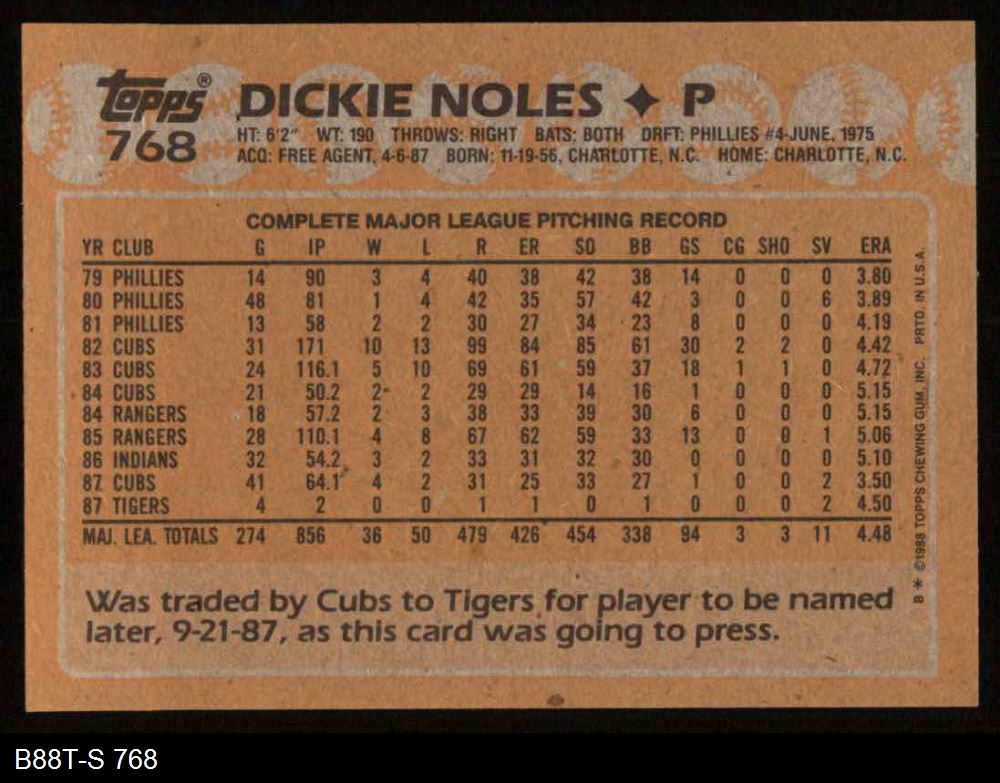 Topps® DICKIE NOLES ✦ P
768 HT: 6'2" WT: 190 THROWS: RIGHT BATS: BOTH DRFT: PHILLIES #4-JUNE, 1975
ACQ: FREE AGENT, 4-6-87 BORN: 11-19-56, CHARLOTTE, N.C. HOME: CHARLOTTE, N.C.
COMPLETE MAJOR LEAGUE PITCHING RECORD
YR CLUB G IP W L R ER SO BB GS CG SHO SV ERA
79 PHILLIES 14 90 3 4 40 38 42 38 14 0 0 0 3.80
80 PHILLIES 48 81 1 4 42 35 57 42 3 0 0 6 3.89
81 PHILLIES 13 58 2 2 30 27 34 23 8 0 0 0 4.19
82 CUBS 31 171 10 13 99 84 85 61 30 2 2 0 4.42
83 CUBS 24 116.1 5 10 69 61 59 37 18 1 1 0 4.72
84 CUBS 21 50.2 2 2 29 29 14 16 1 0 0 0 5.15
84 RANGERS 18 57.2 2 3 38 33 39 30 6 0 0 0 5.15
85 RANGERS 28 110.1 4 8 67 62 59 33 13 0 0 1 5.06
86 INDIANS 32 54.2 3 2 33 31 32 30 0 0 0 0 5.10
87 CUBS 41 64.1 4 2 31 25 33 27 1 0 0 2 3.50
87 TIGERS 4 2 0 0 1 1 0 1 0 0 0 2 4.50
MAJ. LEA. TOTALS 274 856 36 50 479 426 454 338 94 3 3 11 4.48
Was traded by Cubs to Tigers for player to be named
later, 9-21-87, as this card was going to press.
B * ©1988 TOPPS CHEWING GUM, INC. PRTD. IN U.S.A.
B88T-S 768